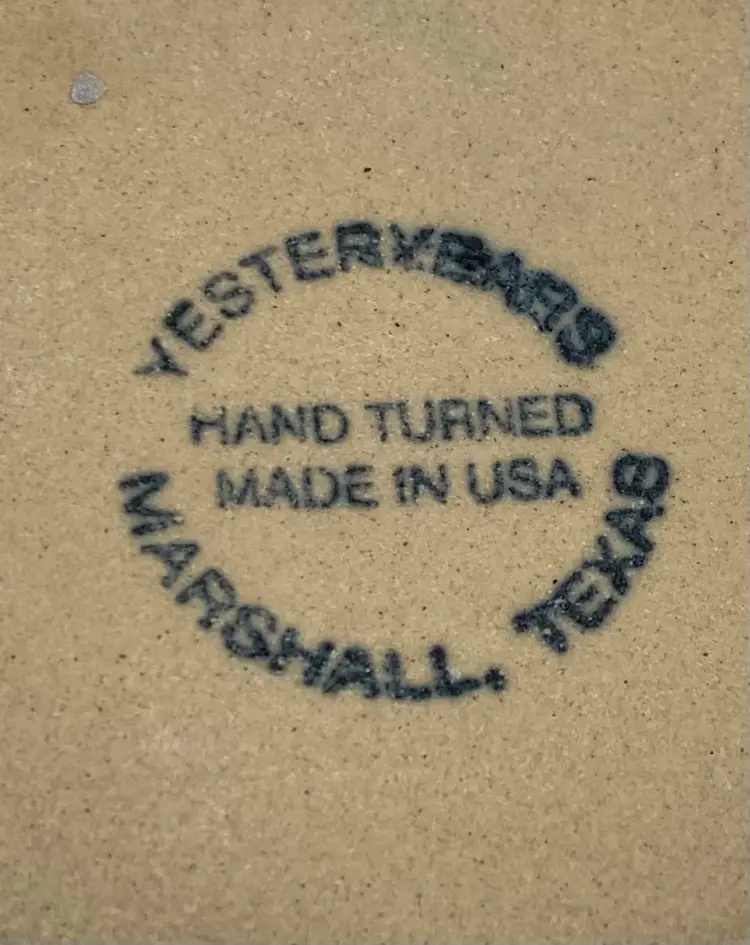 YESTERYEARS
HAND TURNED
MADE IN USA
MARSHALL, TEXAS